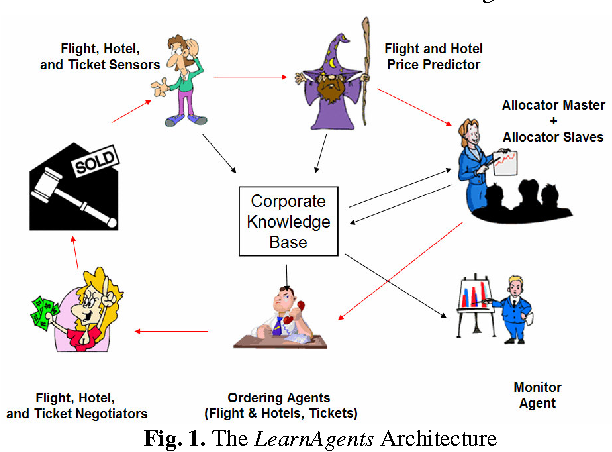 Flight, Hotel,
and Ticket Sensors
Flight and Hotel
Price Predictor
Allocator Master
+
Allocator Slaves
SOLD
Corporate
Knowledge
Base
Flight, Hotel,
and Ticket Negotiators
Ordering Agents
(Flight & Hotels, Tickets)
Monitor
Agent
Fig. 1. The LearnAgents Architecture